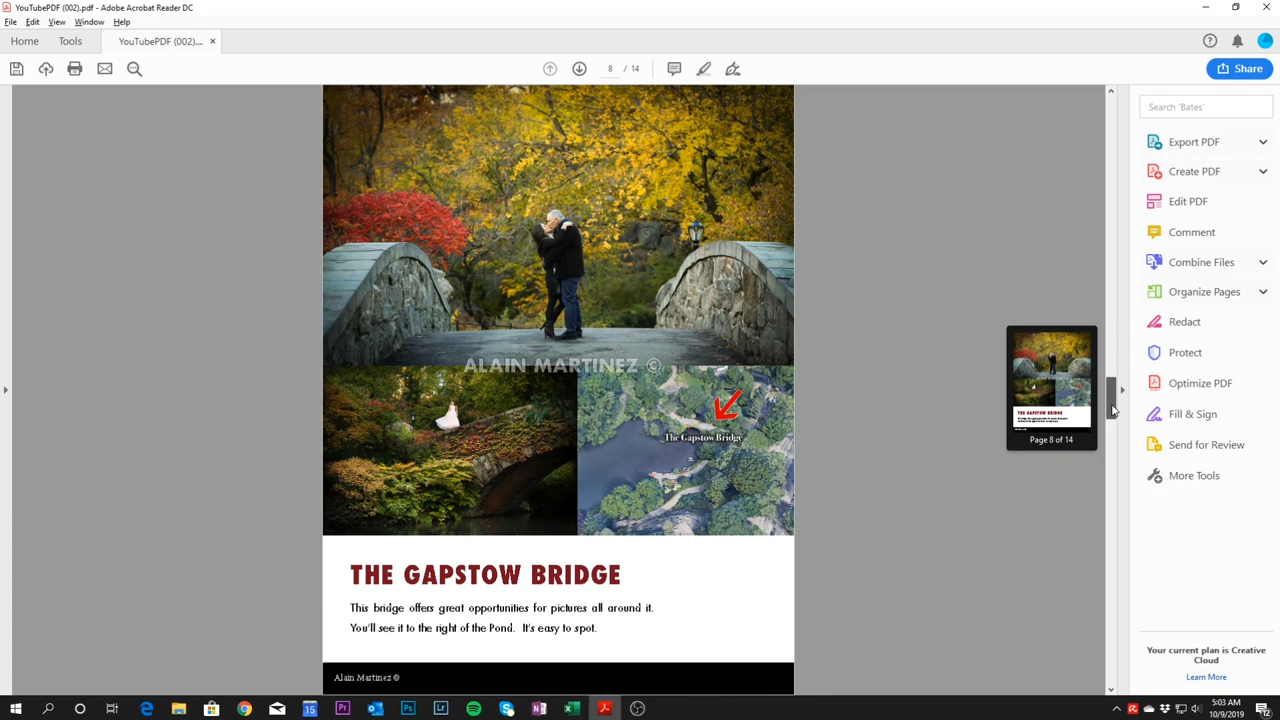 YouTubePDF (002).pdf - Adobe Acrobat Reader DC
File Edit View Window Help
Home Tools YouTubePDF (002).... ×
8 / 14
Share
Search 'Bates'
Export PDF
Create PDF
Edit PDF
Comment
Combine Files
Organize Pages
Redact
Protect
Optimize PDF
Fill & Sign
Send for Review
More Tools
ALAIN MARTINEZ ©
The Gapstow Bridge
THE GAPSTOW BRIDGE
This bridge offers great opportunities for pictures all around it.
You'll see it to the right of the Pond. It's easy to spot.
Alain Martinez ©
THE GAPSTOW BRIDGE
Page 8 of 14
Your current plan is Creative
Cloud
Learn More
5:03 AM
10/9/2019